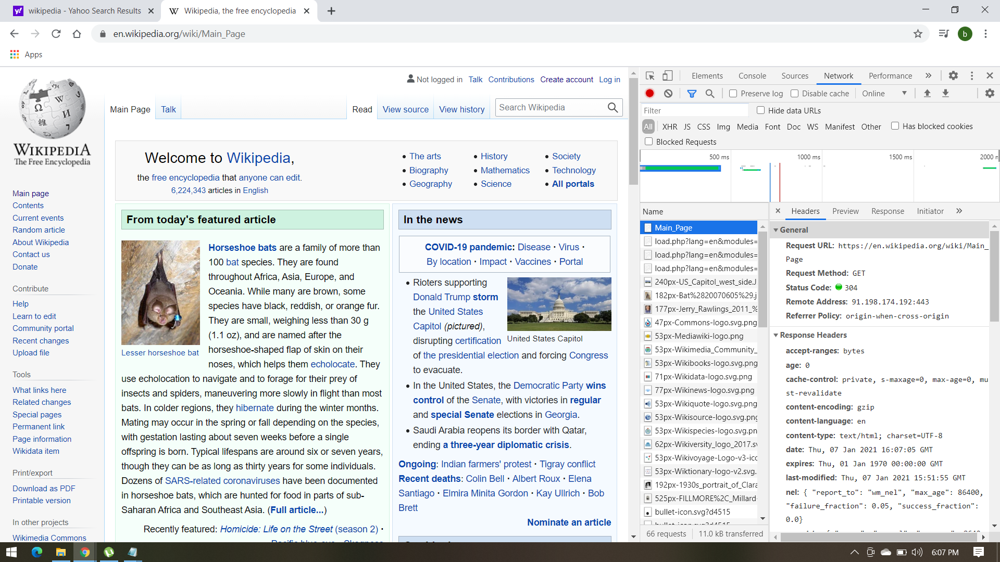 wikipedia - Yahoo Search Results
Wikipedia, the free encyclopedia
en.wikipedia.org/wiki/Main_Page
b
Apps
Not logged in Talk Contributions Create account Log in
Main Page Talk
Read View source View history
Search Wikipedia
WIKIPEDIA
The Free Encyclopedia
Main page
Contents
Current events
Random article
About Wikipedia
Contact us
Donate
Contribute
Help
Learn to edit
Community portal
Recent changes
Upload file
Tools
What links here
Related changes
Special pages
Permanent link
Page information
Wikidata item
Print/export
Download as PDF
Printable version
In other projects
Wikimedia Commons
Welcome to Wikipedia,
the free encyclopedia that anyone can edit.
6,224,343 articles in English
The arts
Biography
Geography
History
Mathematics
Science
Society
Technology
All portals
From today's featured article
Horseshoe bats are a family of more than
100 bat species. They are found
throughout Africa, Asia, Europe, and
Oceania. While many are brown, some
species have black, reddish, or orange fur.
They are small, weighing less than 30 g
(1.1 oz), and are named after the
horseshoe-shaped flap of skin on their
noses, which helps them echolocate. They
Lesser horseshoe bat
use echolocation to navigate and to forage for their prey of
insects and spiders, maneuvering more slowly in flight than most
bats. In colder regions, they hibernate during the winter months.
Mating may occur in the spring or fall depending on the species,
with gestation lasting about seven weeks before a single
offspring is born. Typical lifespans are around six or seven years,
though they can be as long as thirty years for some individuals.
Dozens of SARS-related coronaviruses have been documented
in horseshoe bats, which are hunted for food in parts of sub-
Saharan Africa and Southeast Asia. (Full article...)
Recently featured: Homicide: Life on the Street (season 2) ·
In the news
COVID-19 pandemic: Disease · Virus ·
By location · Impact · Vaccines · Portal
Rioters supporting
Donald Trump storm
the United States
Capitol (pictured),
disrupting certification
of the presidential election and forcing Congress
to evacuate.
United States Capitol
In the United States, the Democratic Party wins
control of the Senate, with victories in regular
and special Senate elections in Georgia.
Saudi Arabia reopens its border with Qatar,
ending a three-year diplomatic crisis.
Ongoing: Indian farmers' protest · Tigray conflict
Recent deaths: Colin Bell · Albert Roux · Elena
Santiago · Elmira Minita Gordon · Kay Ullrich · Bob
Brett
Nominate an article
Elements Console Sources Network Performance
Preserve log Disable cache Online
Filter Hide data URLs
All XHR JS CSS Img Media Font Doc WS Manifest Other Has blocked cookies
Blocked Requests
500 ms 1000 ms 1500 ms 2000 m
Name
Main_Page
load.php?lang=en&modules=
load.php?lang=en&modules=
load.php?lang=en&modules=
240px-US_Capitol_west_side.J
182px-Bat%2820070605%29.j
177px-Jerry_Rawlings_2011_%
47px-Commons-logo.svg.png
53px-Mediawiki-logo.png
53px-Wikimedia_Community_
53px-Wikibooks-logo.svg.png
71px-Wikidata-logo.svg.png
77px-Wikinews-logo.svg.png
53px-Wikiquote-logo.svg.png
53px-Wikisource-logo.svg.png
53px-Wikispecies-logo.svg.pn
62px-Wikiversity_logo_2017.sv
53px-Wikivoyage-Logo-v3-ico
53px-Wiktionary-logo-v2.svg.
192px-1930s_portrait_of_Clara
525px-FILLMORE%2C_Millard-
bullet-icon.svg?d4515
66 requests 11.0 kB transferred
Headers Preview Response Initiator
General
Request URL: https://en.wikipedia.org/wiki/Main_
Page
Request Method: GET
Status Code: 304
Remote Address: 91.198.174.192:443
Referrer Policy: origin-when-cross-origin
Response Headers
accept-ranges: bytes
age: 0
cache-control: private, s-maxage=0, max-age=0, mu
st-revalidate
content-encoding: gzip
content-language: en
content-type: text/html; charset=UTF-8
date: Thu, 07 Jan 2021 16:07:05 GMT
expires: Thu, 01 Jan 1970 00:00:00 GMT
last-modified: Thu, 07 Jan 2021 15:51:55 GMT
nel: { "report_to": "wm_nel", "max_age": 86400,
"failure_fraction": 0.05, "success_fraction":
0.0}
6:07 PM